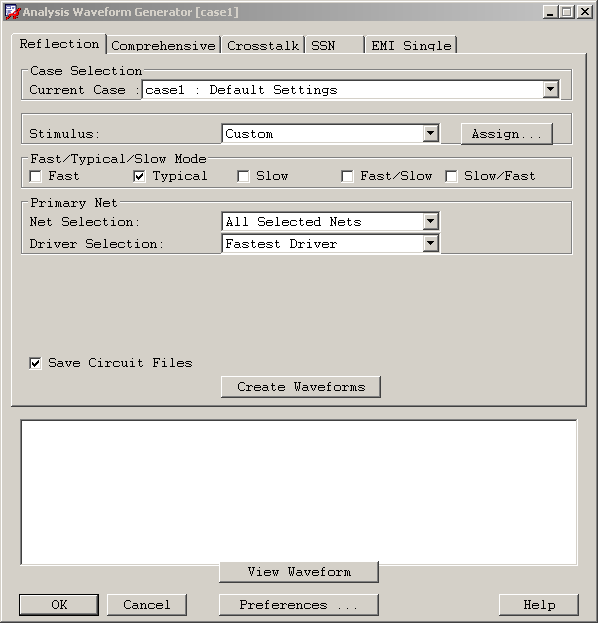 Analysis Waveform Generator [case1]
Reflection Comprehensive Crosstalk SSN EMI Single
Case Selection
Current Case : case1 : Default Settings
Stimulus: Custom Assign...
Fast/Typical/Slow Mode
Fast Typical Slow Fast/Slow Slow/Fast
Primary Net
Net Selection: All Selected Nets
Driver Selection: Fastest Driver
Save Circuit Files
Create Waveforms
View Waveform
OK Cancel Preferences ... Help